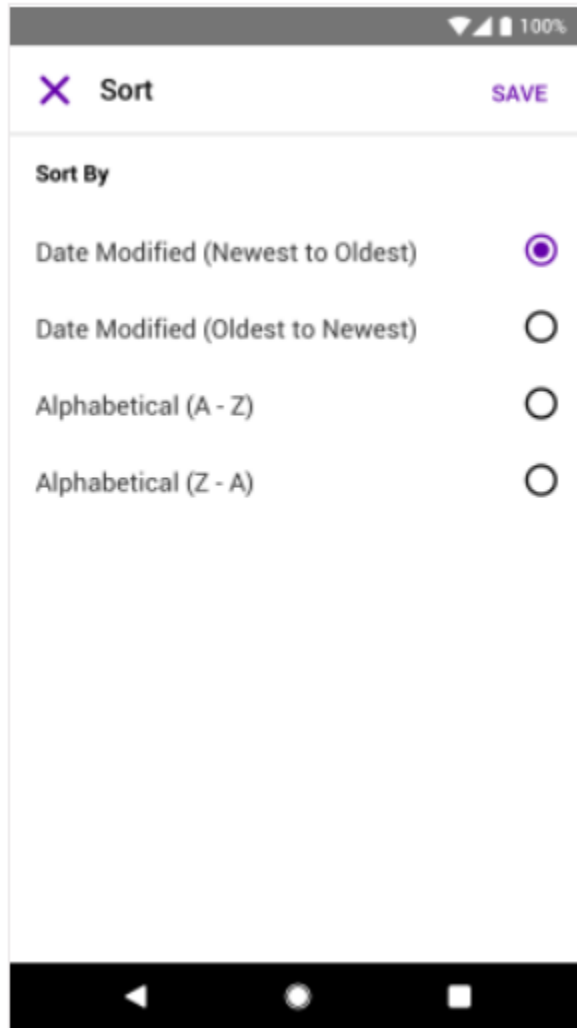 100%
Sort
SAVE
Sort By
Date Modified (Newest to Oldest)
Date Modified (Oldest to Newest)
Alphabetical (A - Z)
Alphabetical (Z - A)